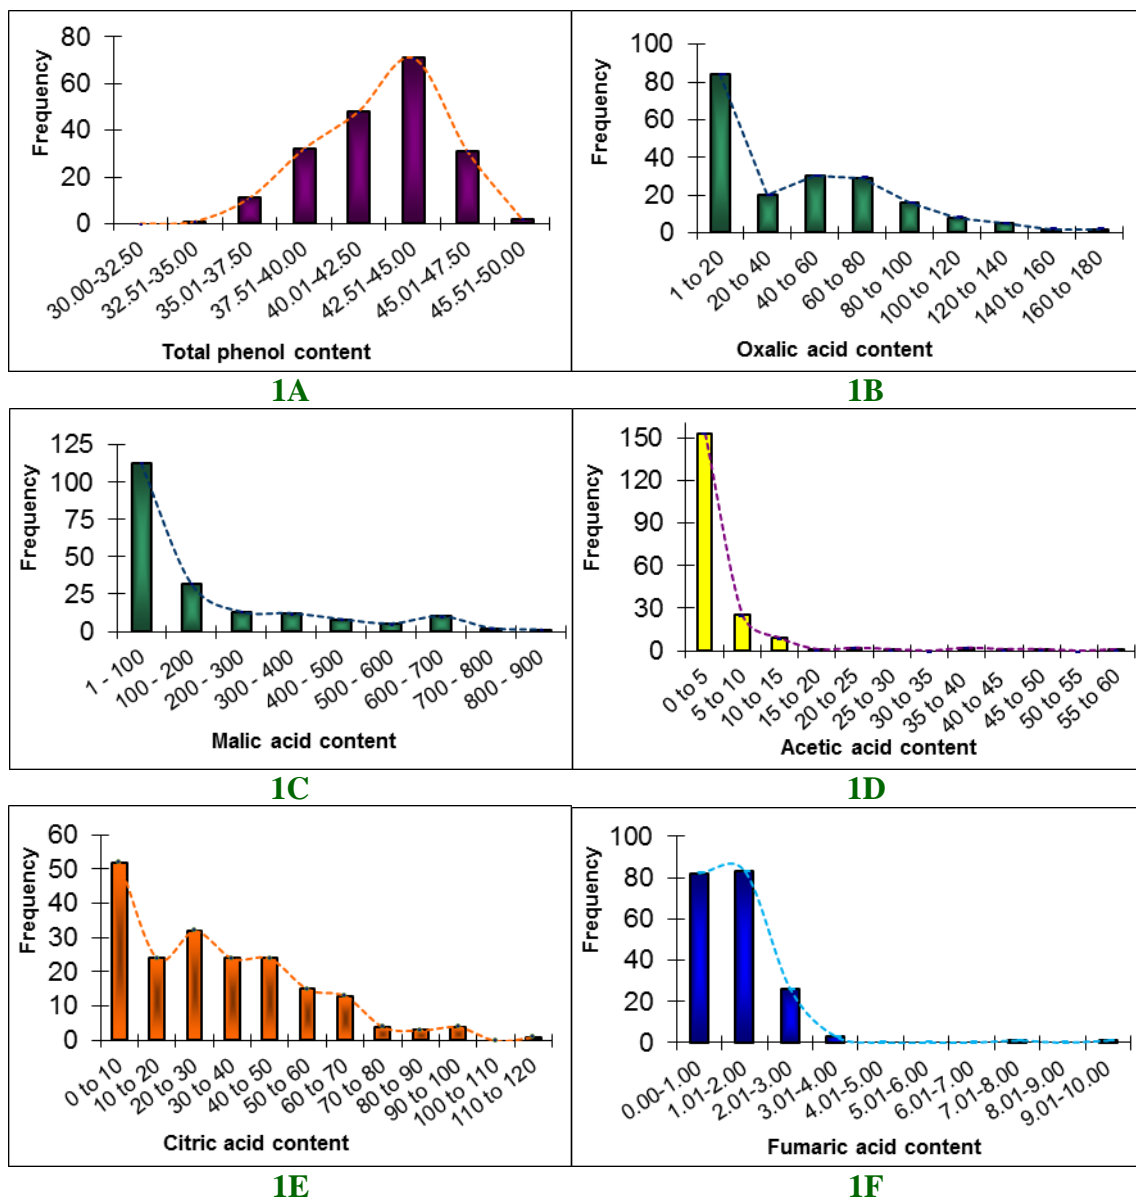 80
60
40
20
0
Frequency
30.00-32.50
32.51-35.00
35.01-37.50
37.51-40.00
40.01-42.50
42.51-45.00
45.01-47.50
45.51-50.00
Total phenol content
1A
100
80
60
40
20
0
Frequency
1 to 20
20 to 40
40 to 60
60 to 80
80 to 100
100 to 120
120 to 140
140 to 160
160 to 180
Oxalic acid content
1B
125
100
75
50
25
0
Frequency
1 - 100
100 - 200
200 - 300
300 - 400
400 - 500
500 - 600
600 - 700
700 - 800
800 - 900
Malic acid content
1C
150
120
90
60
30
0
Frequency
0 to 5
5 to 10
10 to 15
15 to 20
20 to 25
25 to 30
30 to 35
35 to 40
40 to 45
45 to 50
50 to 55
55 to 60
Acetic acid content
1D
60
50
40
30
20
10
0
Frequency
0 to 10
10 to 20
20 to 30
30 to 40
40 to 50
50 to 60
60 to 70
70 to 80
80 to 90
90 to 100
100 to 110
110 to 120
Citric acid content
1E
100
80
60
40
20
0
Frequency
0.00-1.00
1.01-2.00
2.01-3.00
3.01-4.00
4.01-5.00
5.01-6.00
6.01-7.00
7.01-8.00
8.01-9.00
9.01-10.00
Fumaric acid content
1F